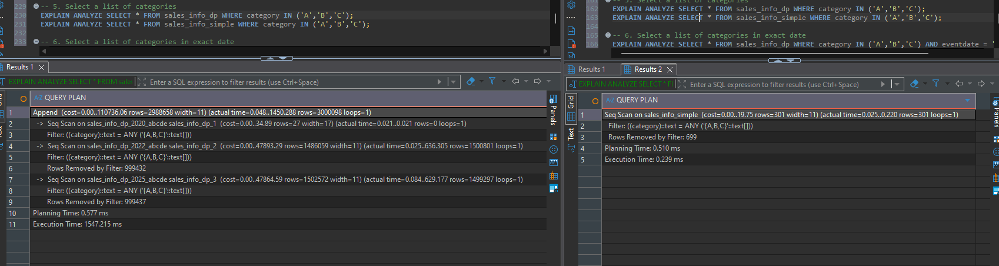 229 -- 5. Select a list of categories
230 EXPLAIN ANALYZE SELECT * FROM sales_info_dp WHERE category IN ('A','B','C');
231 EXPLAIN ANALYZE SELECT * FROM sales_info_simple WHERE category IN ('A','B','C');
232
233 -- 6. Select a list of categories in exact date
Results 1
EXPLAIN ANALYZE SELECT * FROM sales Enter a SQL expression to filter results (use Ctrl+Space)
Grid
Text
A-Z QUERY PLAN
Panels
1 Append (cost=0.00..110736.06 rows=2988658 width=11) (actual time=0.048..1450.288 rows=3000098 loops=1)
2 -> Seq Scan on sales_info_dp_2020_abcde sales_info_dp_1 (cost=0.00..34.89 rows=27 width=17) (actual time=0.021..0.021 rows=0 loops=1)
3 Filter: ((category)::text = ANY ('{A,B,C}'::text[]))
4 -> Seq Scan on sales_info_dp_2022_abcde sales_info_dp_2 (cost=0.00..47893.29 rows=1486059 width=11) (actual time=0.025..636.305 rows=1500801 loops=1)
5 Filter: ((category)::text = ANY ('{A,B,C}'::text[]))
6 Rows Removed by Filter: 999432
7 -> Seq Scan on sales_info_dp_2025_abcde sales_info_dp_3 (cost=0.00..47864.59 rows=1502572 width=11) (actual time=0.084..629.177 rows=1499297 loops=1)
8 Filter: ((category)::text = ANY ('{A,B,C}'::text[]))
9 Rows Removed by Filter: 999437
10 Planning Time: 0.577 ms
11 Execution Time: 1547.215 ms
161 -- 5. Select a list of categories
162 EXPLAIN ANALYZE SELECT * FROM sales_info_dp WHERE category IN ('A','B','C');
163 EXPLAIN ANALYZE SELECT * FROM sales_info_simple WHERE category IN ('A','B','C');
164
165 -- 6. Select a list of categories in exact date
166 EXPLAIN ANALYZE SELECT * FROM sales_info_dp WHERE category IN ('A','B','C') AND eventdate = '
Results 1 Results 2
EXPLAIN ANALYZE SELECT * F Enter a SQL expression to filter results (use Ctrl+Space)
Grid
Text
A-Z QUERY PLAN
Panels
1 Seq Scan on sales_info_simple (cost=0.00..19.75 rows=301 width=11) (actual time=0.025..0.220 rows=301 loops=1)
2 Filter: ((category)::text = ANY ('{A,B,C}'::text[]))
3 Rows Removed by Filter: 699
4 Planning Time: 0.510 ms
5 Execution Time: 0.239 ms